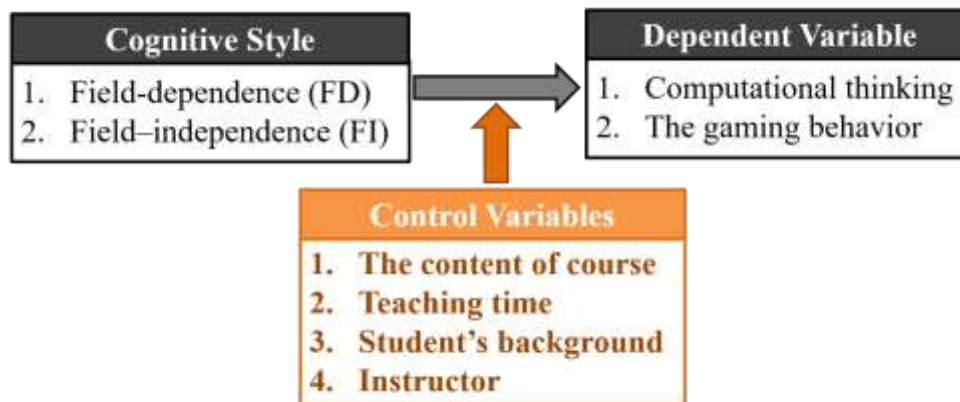 Cognitive Style
1. Field-dependence (FD)
2. Field–independence (FI)
Dependent Variable
1. Computational thinking
2. The gaming behavior
Control Variables
1. The content of course
2. Teaching time
3. Student’s background
4. Instructor